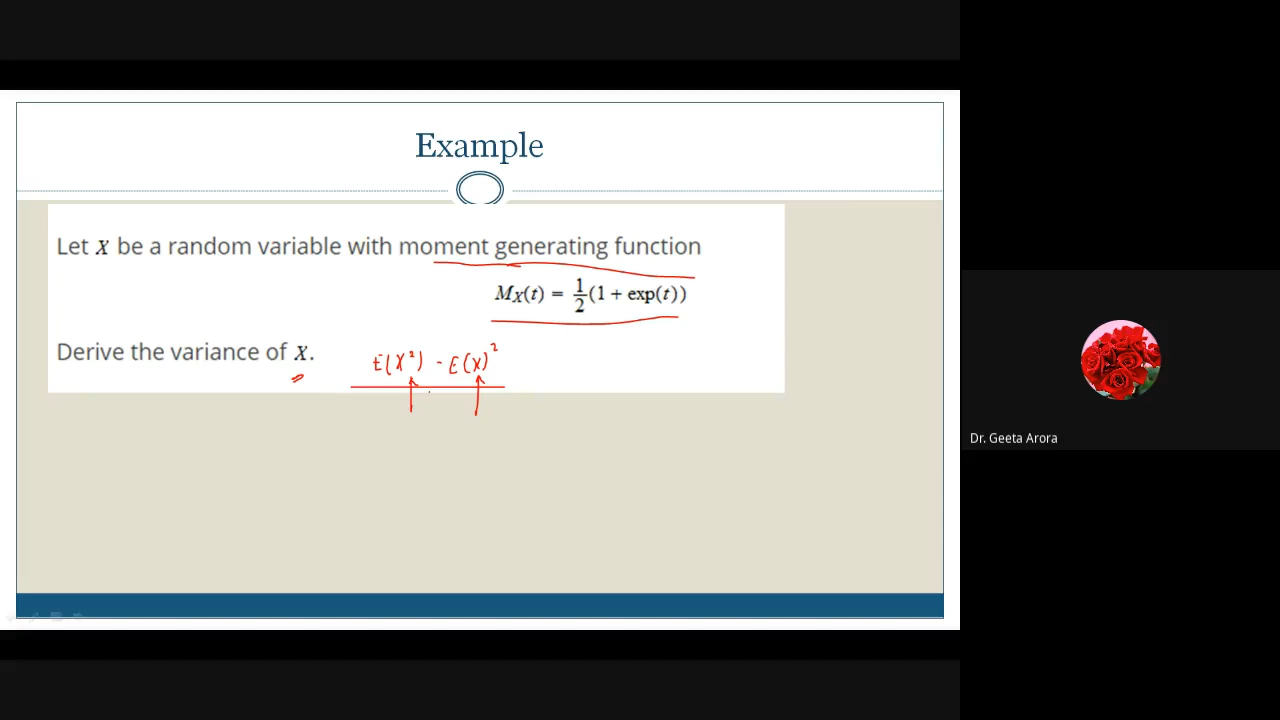 Example
Let X be a random variable with moment generating function
M_X(t) = 1/2 (1 + exp(t))
Derive the variance of X.
E(X²) - E(X)²
Dr. Geeta Arora